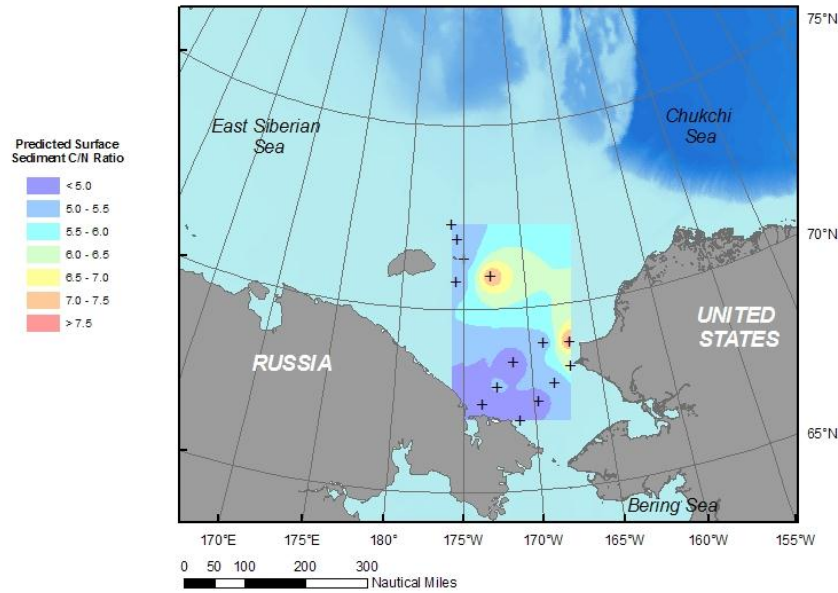 75°N
East Siberian
Sea
Chukchi
Sea
Predicted Surface
Sediment C/N Ratio
< 5.0
5.0 - 5.5
5.5 - 6.0
6.0 - 6.5
6.5 - 7.0
7.0 - 7.5
> 7.5
70°N
UNITED
STATES
RUSSIA
65°N
Bering Sea
170°E 175°E 180° 175°W 170°W 165°W 160°W 155°W
0 50 100 200 300
Nautical Miles